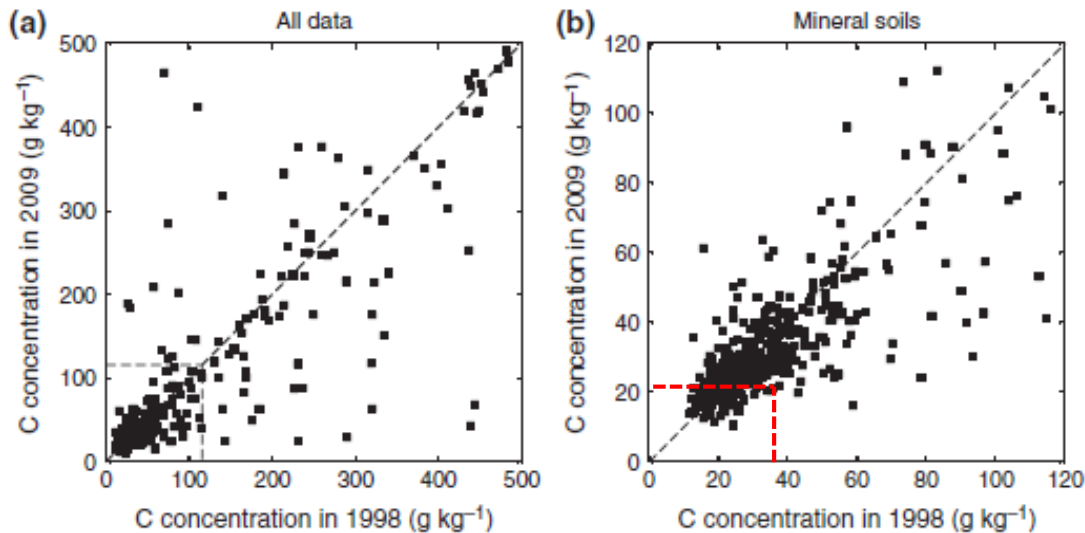 (a) All data
500
400
300
200
100
0
C concentration in 2009 (g kg⁻¹)
0 100 200 300 400 500
C concentration in 1998 (g kg⁻¹)
(b) Mineral soils
120
100
80
60
40
20
0
C concentration in 2009 (g kg⁻¹)
0 20 40 60 80 100 120
C concentration in 1998 (g kg⁻¹)